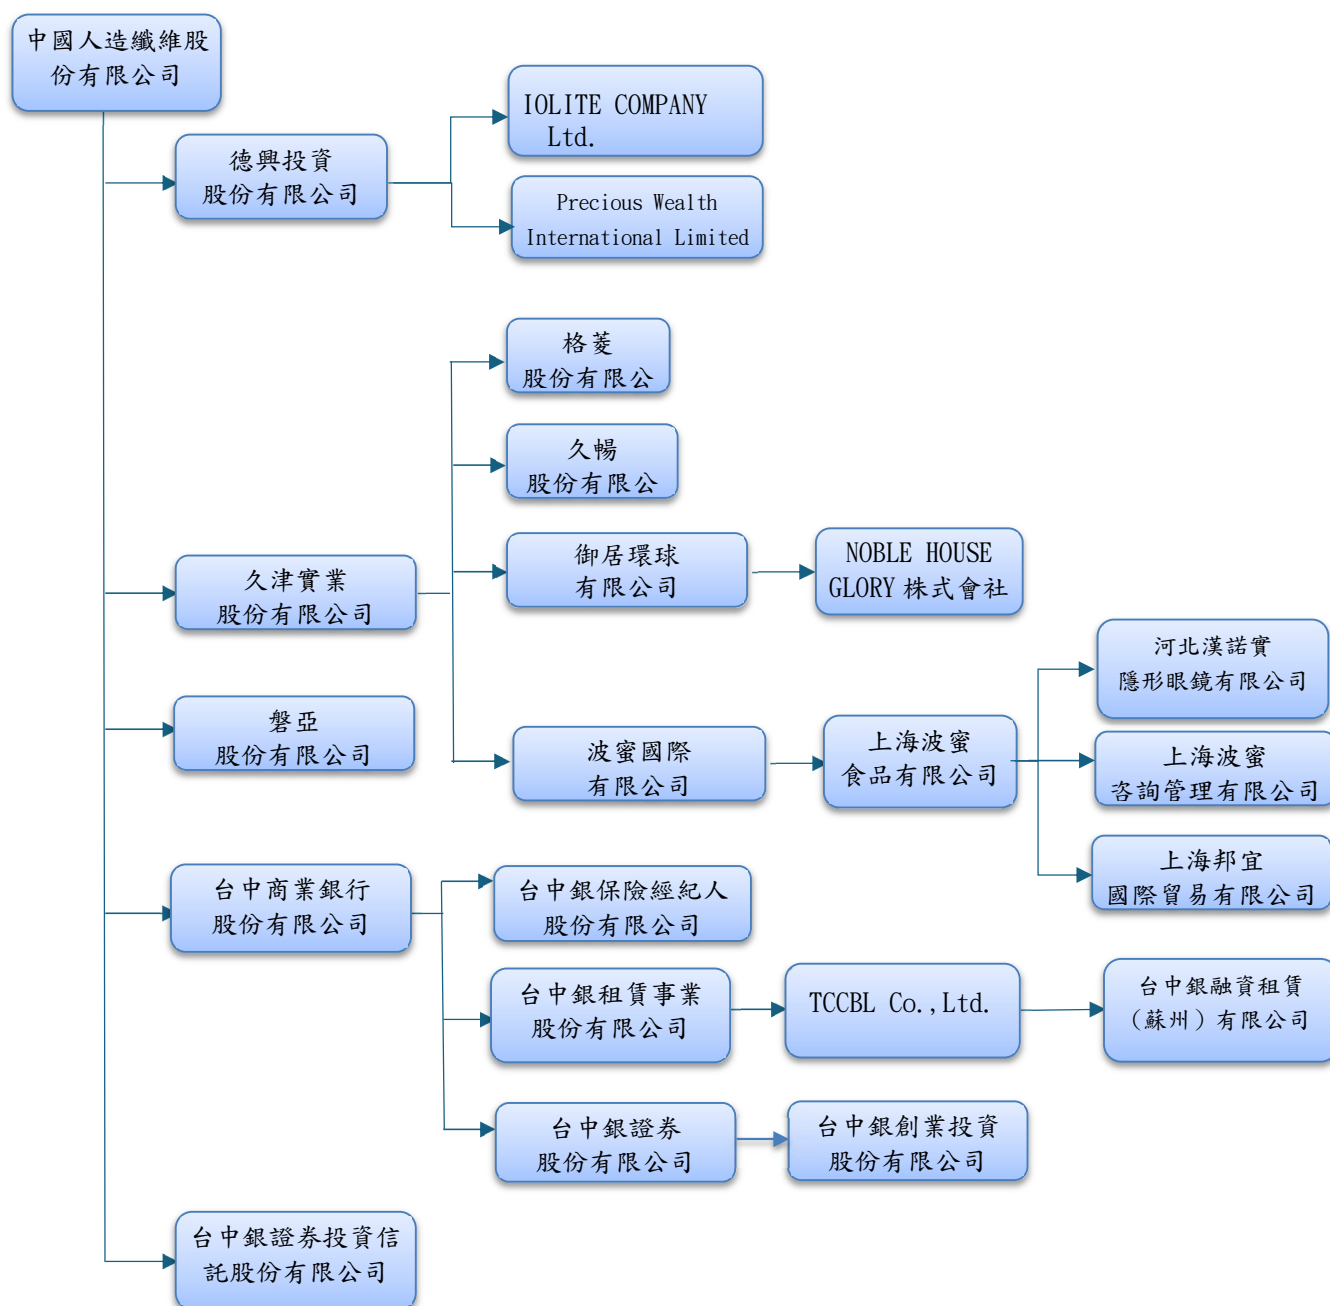 中國人造纖維股
份有限公司
IOLITE COMPANY
Ltd.
德興投資
股份有限公司
Precious Wealth
International Limited
格菱
股份有限公
久暢
股份有限公
久津實業
股份有限公司
御居環球
有限公司
NOBLE HOUSE
GLORY 株式會社
河北漢諾實
隱形眼鏡有限公司
磐亞
股份有限公司
波蜜國際
有限公司
上海波蜜
食品有限公司
上海波蜜
咨詢管理有限公司
上海邦宜
國際貿易有限公司
台中商業銀行
股份有限公司
台中銀保險經紀人
股份有限公司
台中銀租賃事業
股份有限公司
TCCBL Co.,Ltd.
台中銀融資租賃
（蘇州）有限公司
台中銀證券
股份有限公司
台中銀創業投資
股份有限公司
台中銀證券投資信
託股份有限公司